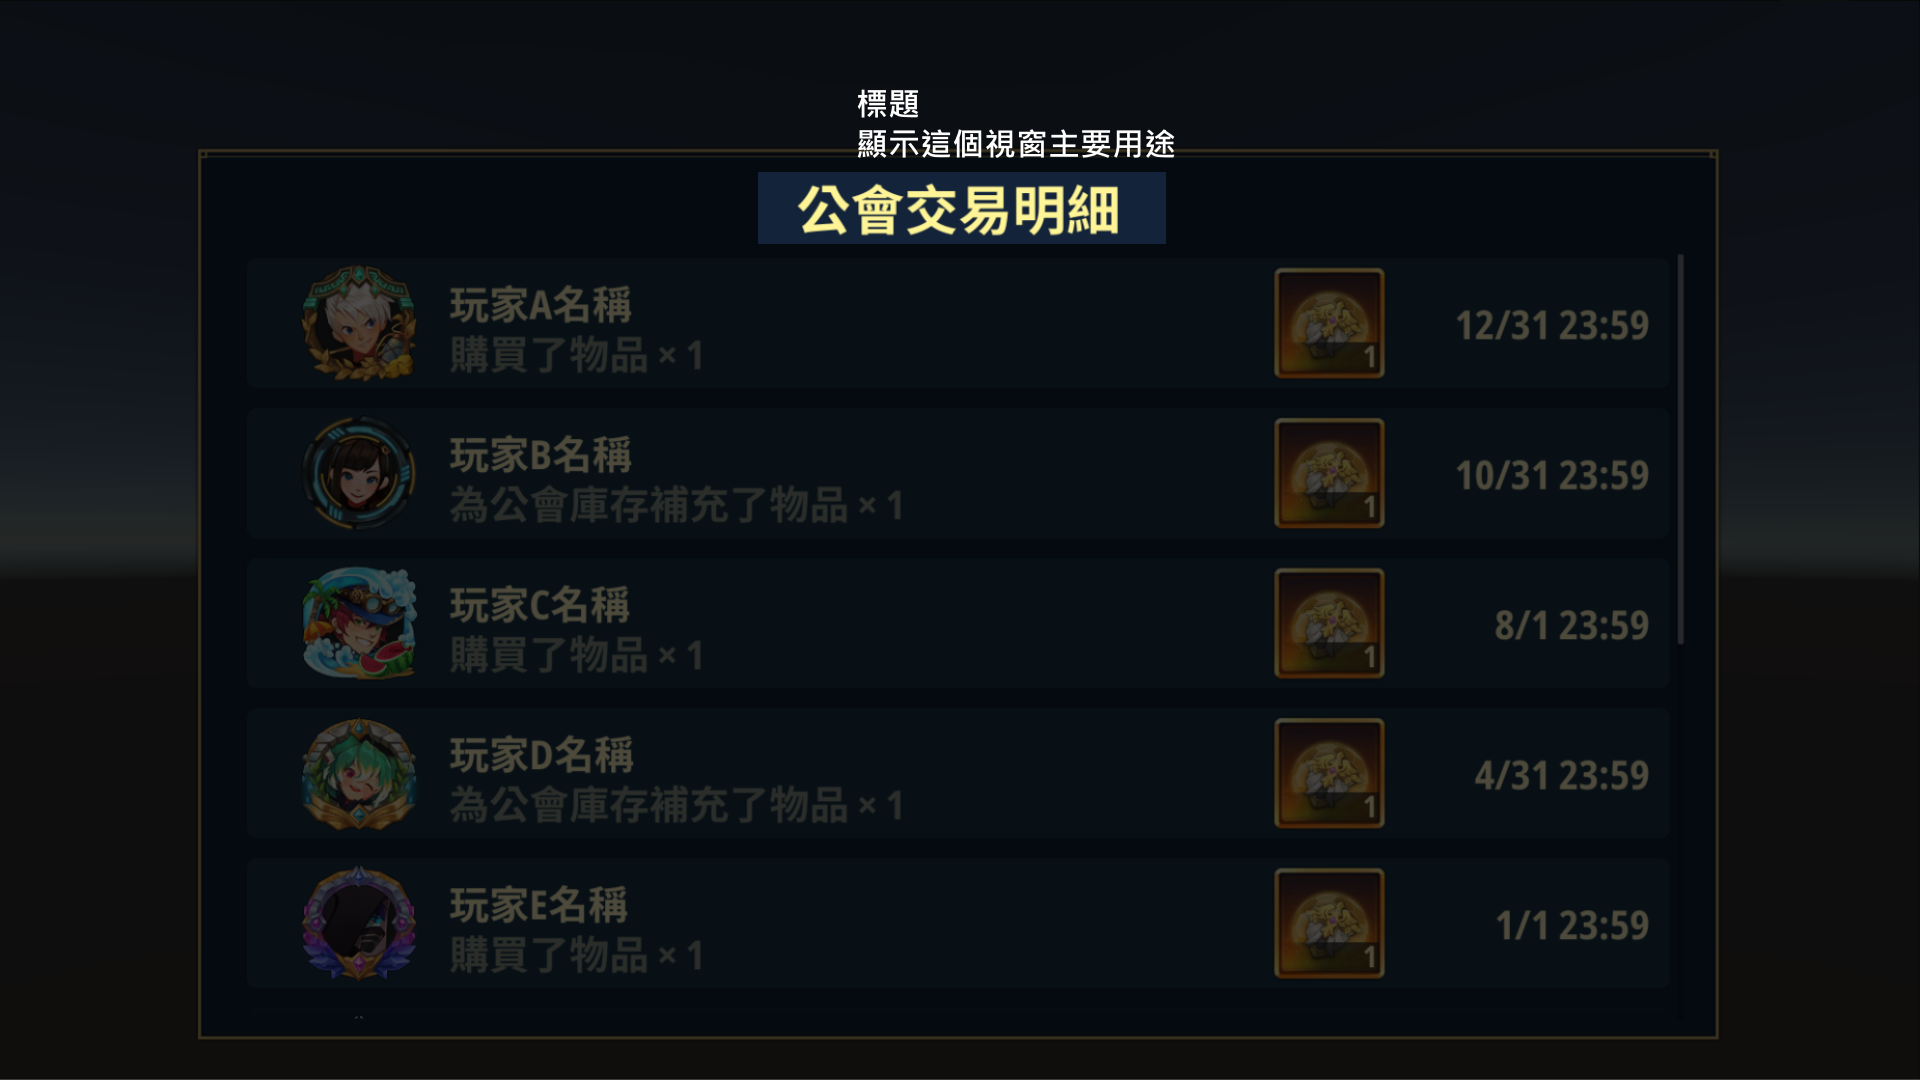 標題
顯示這個視窗主要用途
公會交易明細
玩家A名稱
購買了物品 × 1
1
12/31 23:59
玩家B名稱
為公會庫存補充了物品 × 1
1
10/31 23:59
玩家C名稱
購買了物品 × 1
1
8/1 23:59
玩家D名稱
為公會庫存補充了物品 × 1
1
4/31 23:59
玩家E名稱
購買了物品 × 1
1
1/1 23:59